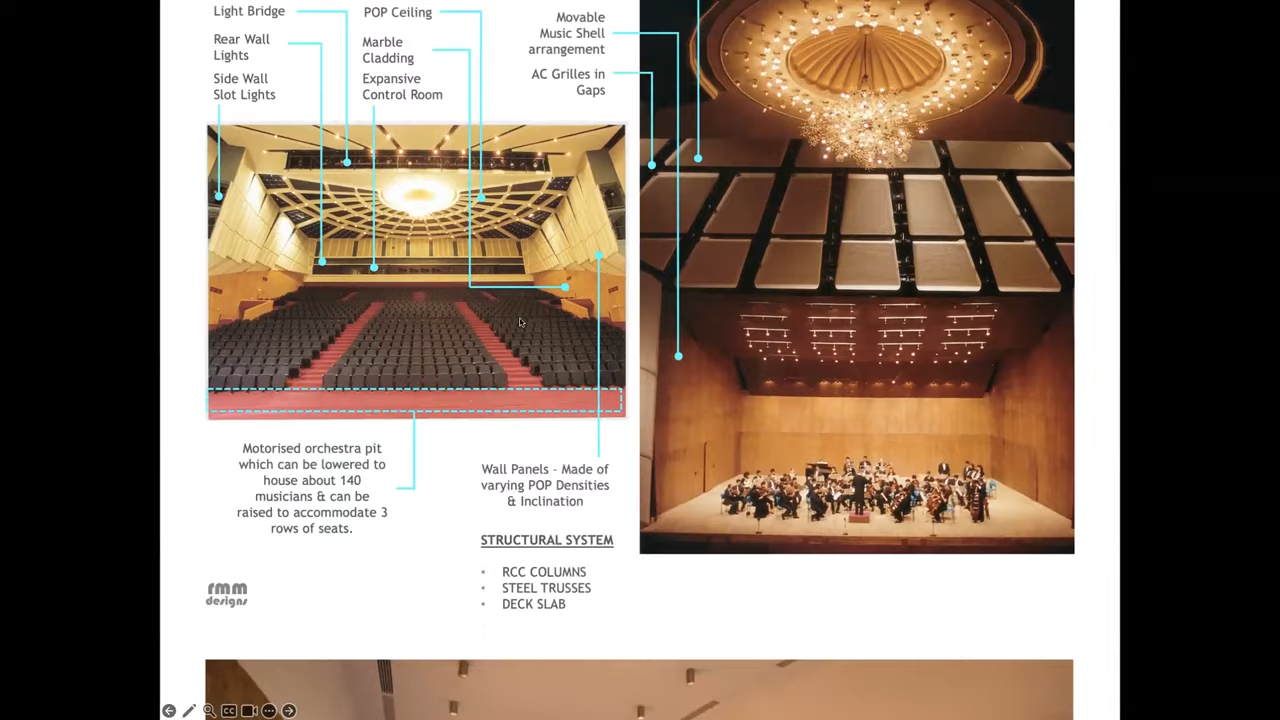 Light Bridge
Rear Wall
Lights
Side Wall
Slot Lights
POP Ceiling
Marble
Cladding
Expansive
Control Room
Movable
Music Shell
arrangement
AC Grilles in
Gaps
Motorised orchestra pit
which can be lowered to
house about 140
musicians & can be
raised to accommodate 3
rows of seats.
Wall Panels - Made of
varying POP Densities
& Inclination
STRUCTURAL SYSTEM
• RCC COLUMNS
• STEEL TRUSSES
• DECK SLAB
rmm
designs
CC